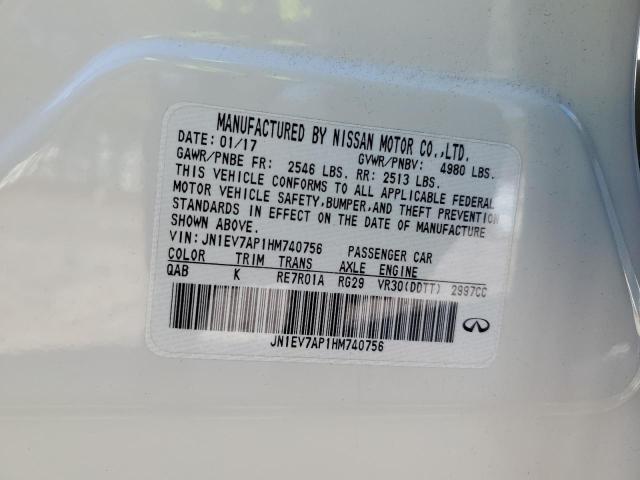 MANUFACTURED BY NISSAN MOTOR CO.,LTD.
DATE: 01/17 GVWR/PNBV: 4980 LBS.
GAWR/PNBE FR: 2546 LBS. RR: 2513 LBS.
THIS VEHICLE CONFORMS TO ALL APPLICABLE FEDERAL
MOTOR VEHICLE SAFETY,BUMPER,AND THEFT PREVENTION
STANDARDS IN EFFECT ON THE DATE OF MANUFACTURE
SHOWN ABOVE.
VIN: JN1EV7AP1HM740756 PASSENGER CAR
COLOR TRIM TRANS AXLE ENGINE
QAB K RE7R01A RG29 VR30(DDTT) 2997CC
JN1EV7AP1HM740756